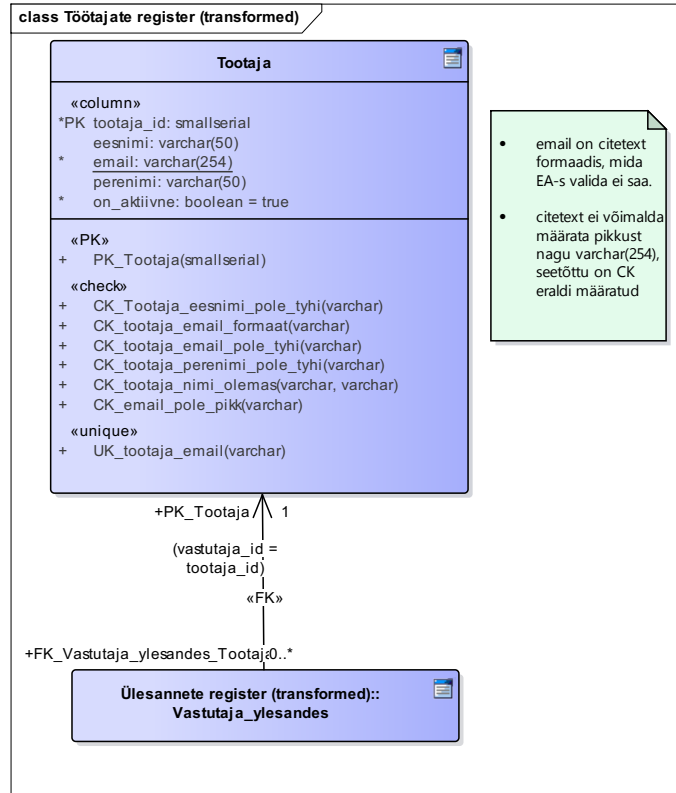 class Töötajate register (transformed)
Tootaja
«column»
*PK tootaja_id: smallserial
eesnimi: varchar(50)
* email: varchar(254)
perenimi: varchar(50)
* on_aktiivne: boolean = true
«PK»
+ PK_Tootaja(smallserial)
«check»
+ CK_Tootaja_eesnimi_pole_tyhi(varchar)
+ CK_tootaja_email_formaat(varchar)
+ CK_tootaja_email_pole_tyhi(varchar)
+ CK_tootaja_perenimi_pole_tyhi(varchar)
+ CK_tootaja_nimi_olemas(varchar, varchar)
+ CK_email_pole_pikk(varchar)
«unique»
+ UK_tootaja_email(varchar)
• email on citetext
formaadis, mida
EA-s valida ei saa.
• citetext ei võimalda
määrata pikkust
nagu varchar(254),
seetõttu on CK
eraldi määratud
+PK_Tootaja 1
(vastutaja_id =
tootaja_id)
«FK»
+FK_Vastutaja_ylesandes_Tootaja 0..*
Ülesannete register (transformed)::
Vastutaja_ylesandes